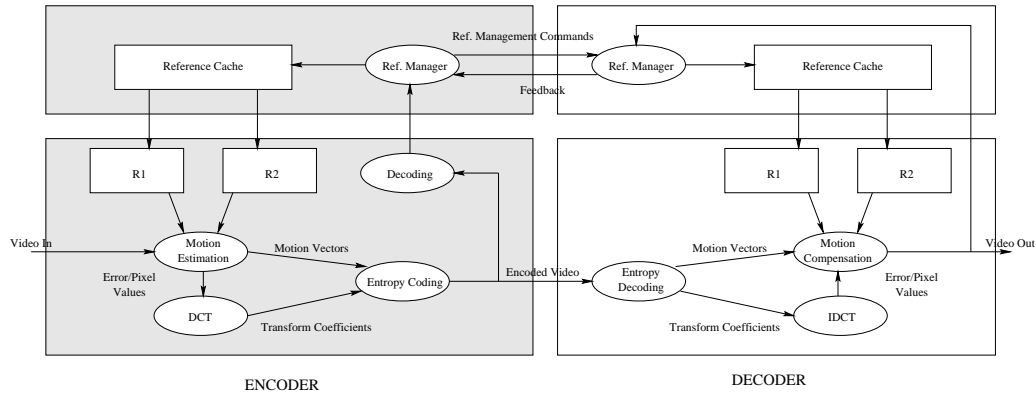 Ref. Management Commands
Reference Cache
Ref. Manager
Ref. Manager
Reference Cache
Feedback
R1
R2
Decoding
R1
R2
Video In
Motion
Estimation
Motion Vectors
Motion Vectors
Motion
Compensation
Video Out
Error/Pixel
Values
Entropy Coding
Encoded Video
Entropy
Decoding
Error/Pixel
Values
DCT
Transform Coefficients
Transform Coefficients
IDCT
ENCODER
DECODER